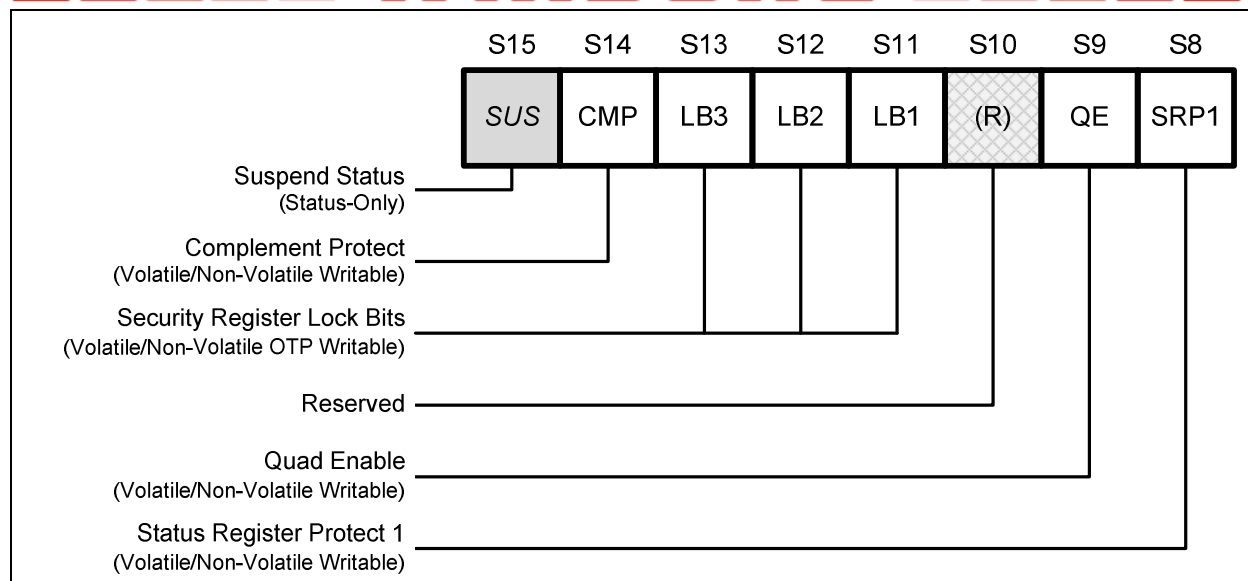 S15 S14 S13 S12 S11 S10 S9 S8
SUS CMP LB3 LB2 LB1 (R) QE SRP1
Suspend Status
(Status-Only)
Complement Protect
(Volatile/Non-Volatile Writable)
Security Register Lock Bits
(Volatile/Non-Volatile OTP Writable)
Reserved
Quad Enable
(Volatile/Non-Volatile Writable)
Status Register Protect 1
(Volatile/Non-Volatile Writable)